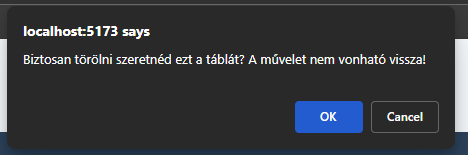 localhost:5173 says
Biztosan törölni szeretnéd ezt a táblát? A művelet nem vonható vissza!
OK
Cancel